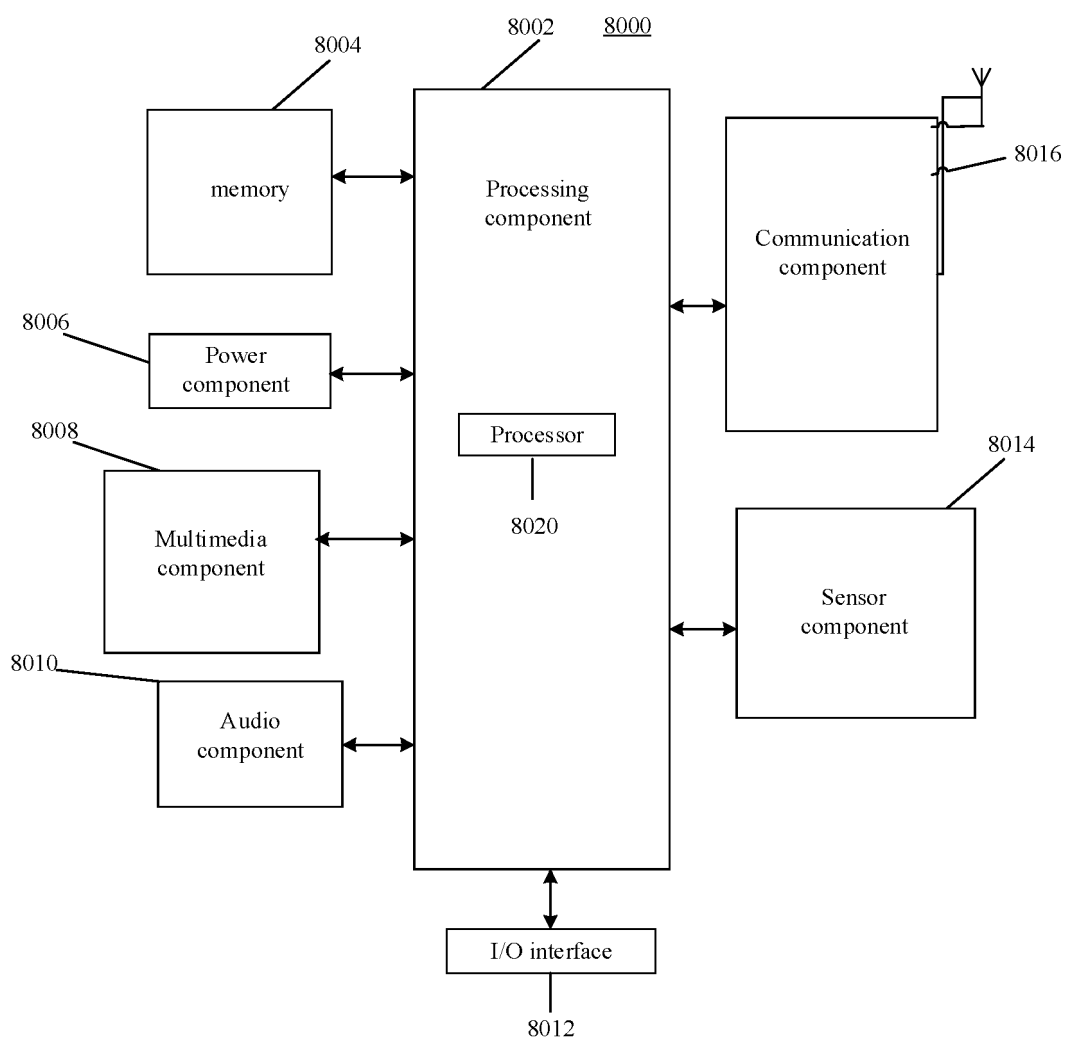 8002
8000
8004
memory
Processing
component
8016
Communication
component
8006
Power
component
8008
Processor
8020
8014
Multimedia
component
Sensor
component
8010
Audio
component
I/O interface
8012